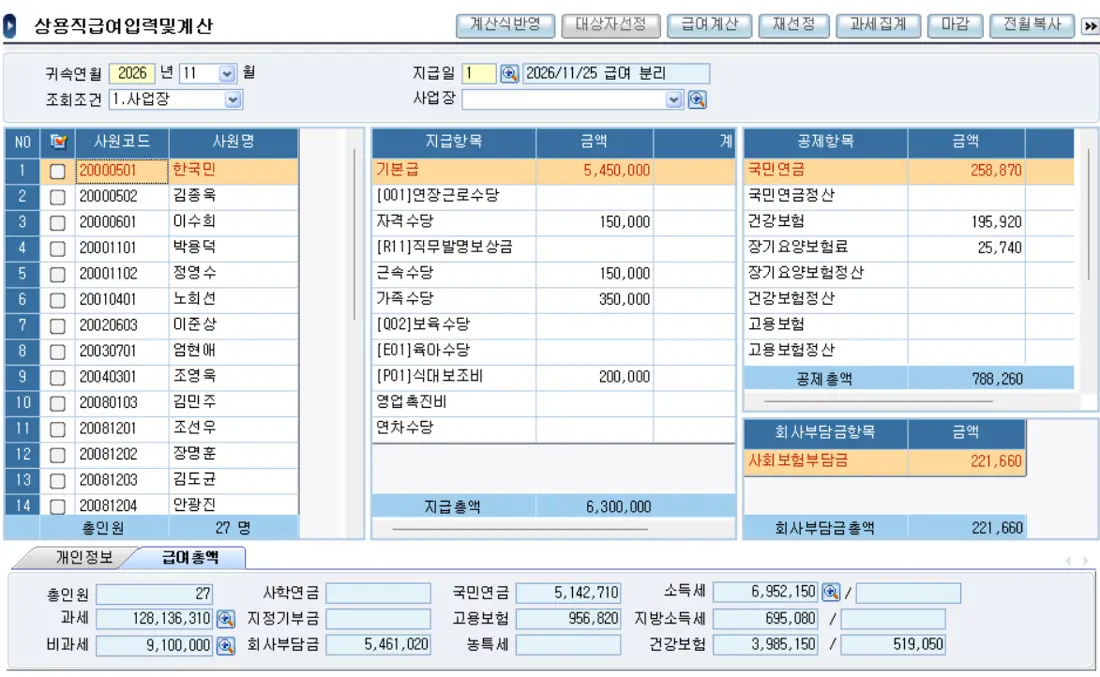 상용직급여입력및계산
계산식반영 대상자선정 급여계산 재선정 과세집계 마감 전월복사
귀속연월 2026 년 11 월 지급일 1 2026/11/25 급여 분리
조회조건 1.사업장 사업장
NO 사원코드 사원명
1 20000501 한국민
2 20000502 김종욱
3 20000601 이수희
4 20001101 박용덕
5 20001102 정영수
6 20010401 노희선
7 20020603 이준상
8 20030701 엄현애
9 20040301 조영욱
10 20080103 김민주
11 20081201 조선우
12 20081202 장명훈
13 20081203 김도균
14 20081204 안광진
총인원 27 명
지급항목 금액 계
기본급 5,450,000
[001]연장근로수당
자격수당 150,000
[R11]직무발명보상금
근속수당 150,000
가족수당 350,000
[Q02]보육수당
[E01]육아수당
[P01]식대보조비 200,000
영업촉진비
연차수당
지급총액 6,300,000
공제항목 금액
국민연금 258,870
국민연금정산
건강보험 195,920
장기요양보험료 25,740
장기요양보험정산
건강보험정산
고용보험
고용보험정산
공제총액 788,260
회사부담금항목 금액
사회보험부담금 221,660
회사부담금총액 221,660
개인정보 급여총액
총인원 27 사학연금 국민연금 5,142,710 소득세 6,952,150 /
과세 128,136,310 지정기부금 고용보험 956,820 지방소득세 695,080 /
비과세 9,100,000 회사부담금 5,461,020 농특세 건강보험 3,985,150 / 519,050